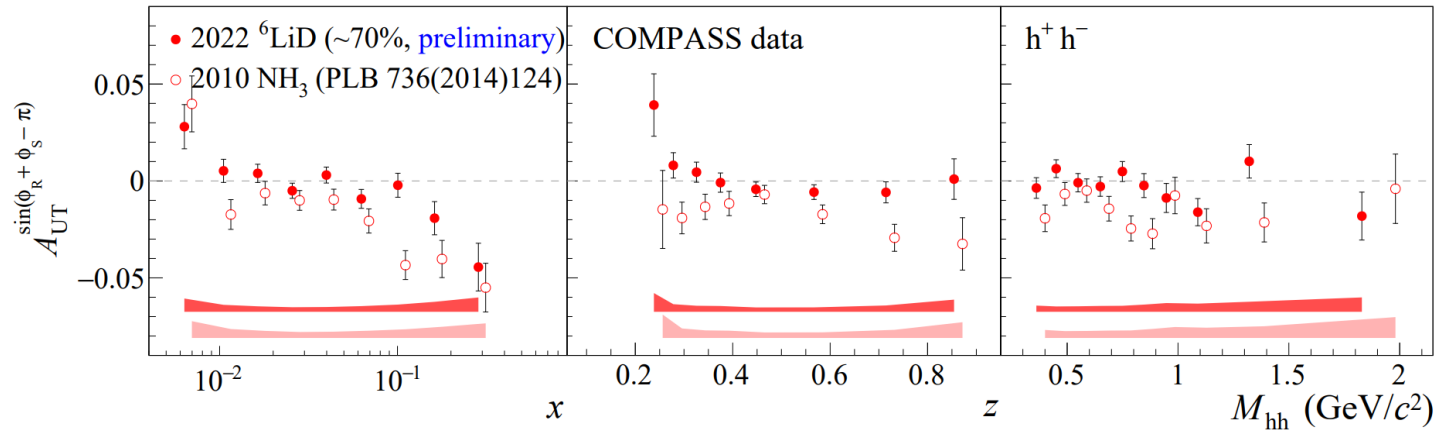 2022 ⁶LiD (~70%, preliminary)
2010 NH₃ (PLB 736(2014)124)
COMPASS data
h⁺ h⁻
A_UT^sin(ϕ_R + ϕ_S − π)
0.05
0
−0.05
10⁻²
10⁻¹
x
0.2
0.4
0.6
0.8
z
0.5
1
1.5
2
M_hh (GeV/c²)